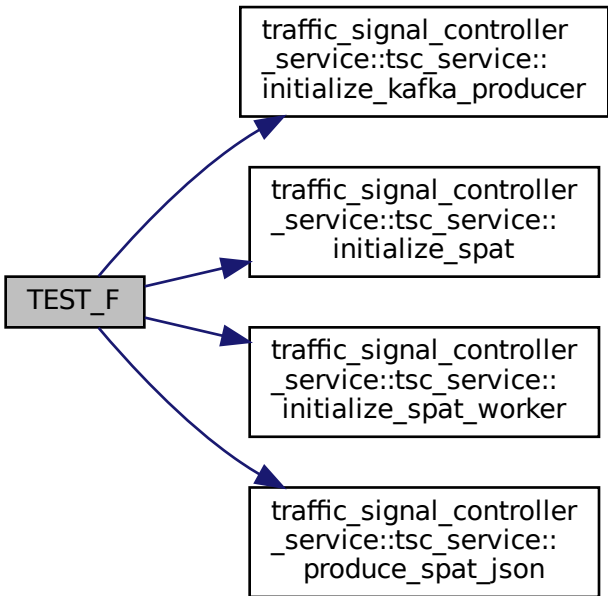 traffic_signal_controller
_service::tsc_service::
initialize_kafka_producer
traffic_signal_controller
_service::tsc_service::
initialize_spat
TEST_F
traffic_signal_controller
_service::tsc_service::
initialize_spat_worker
traffic_signal_controller
_service::tsc_service::
produce_spat_json